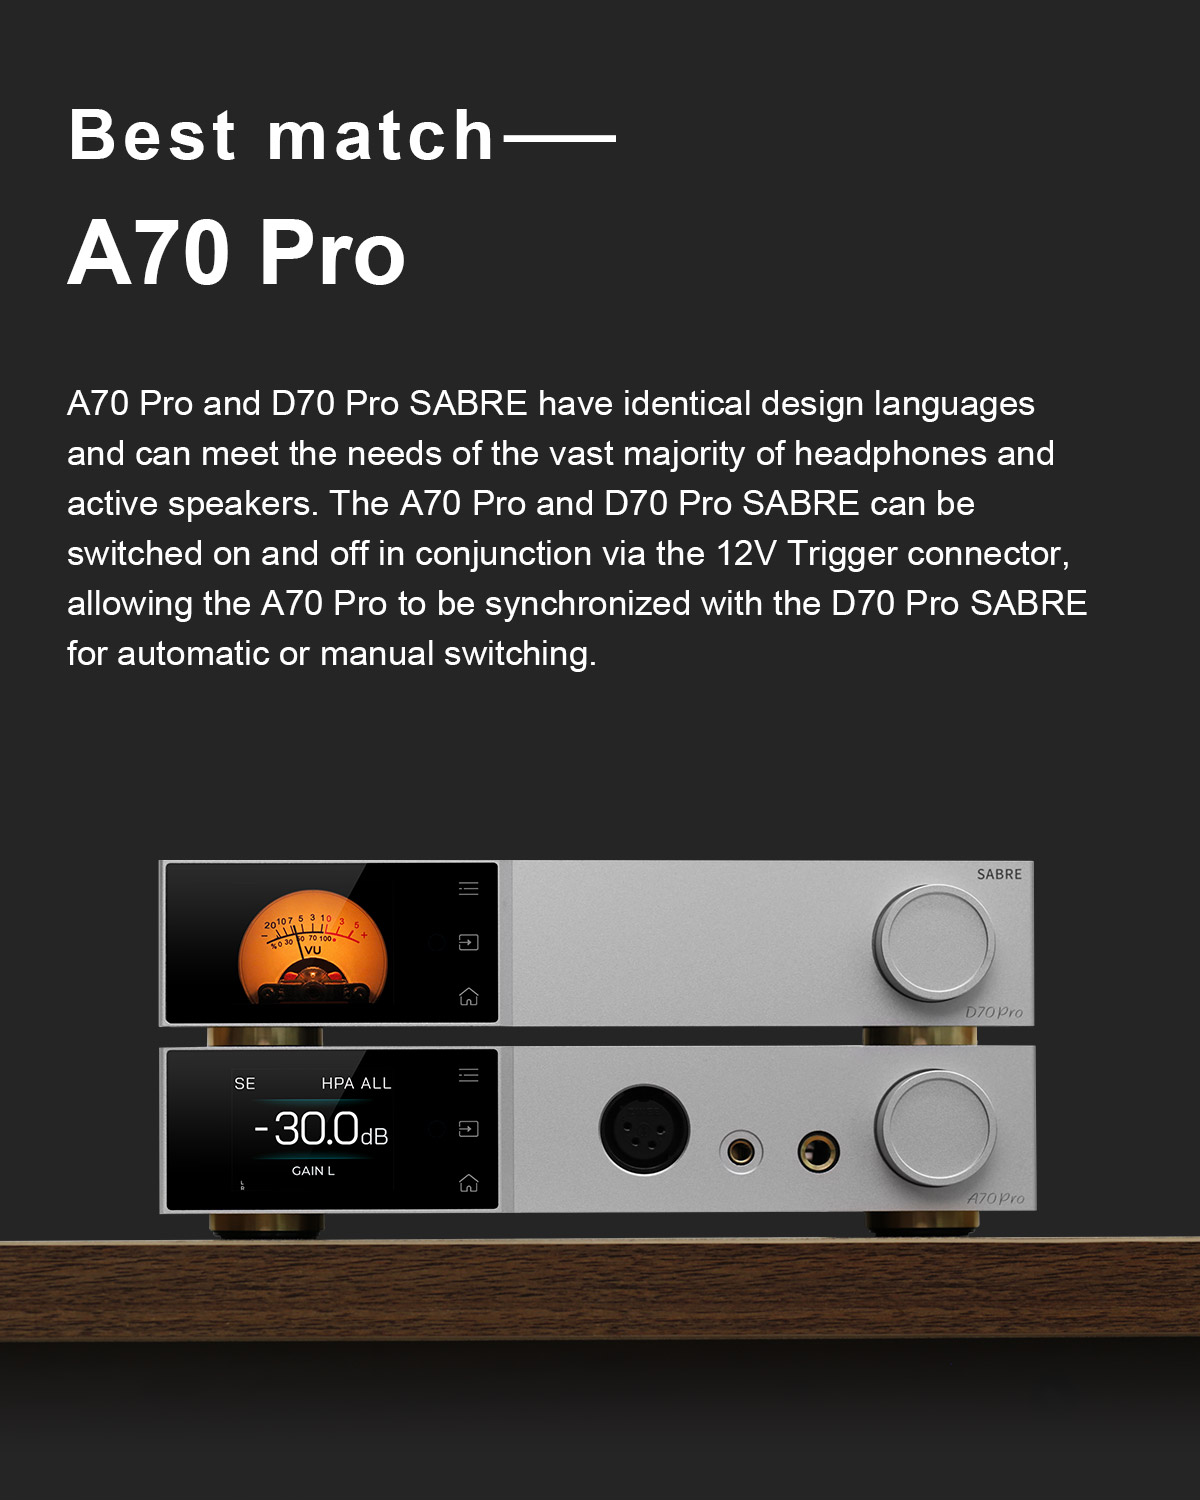 Best match——
A70 Pro
A70 Pro and D70 Pro SABRE have identical design languages
and can meet the needs of the vast majority of headphones and
active speakers. The A70 Pro and D70 Pro SABRE can be
switched on and off in conjunction via the 12V Trigger connector,
allowing the A70 Pro to be synchronized with the D70 Pro SABRE
for automatic or manual switching.
SABRE
- 20 10 7 5 3 1 0 3 5 +
% 0 30 50 70 100
VU
D70 Pro
SE HPA ALL
-30.0dB
GAIN L
L
R
A70 Pro